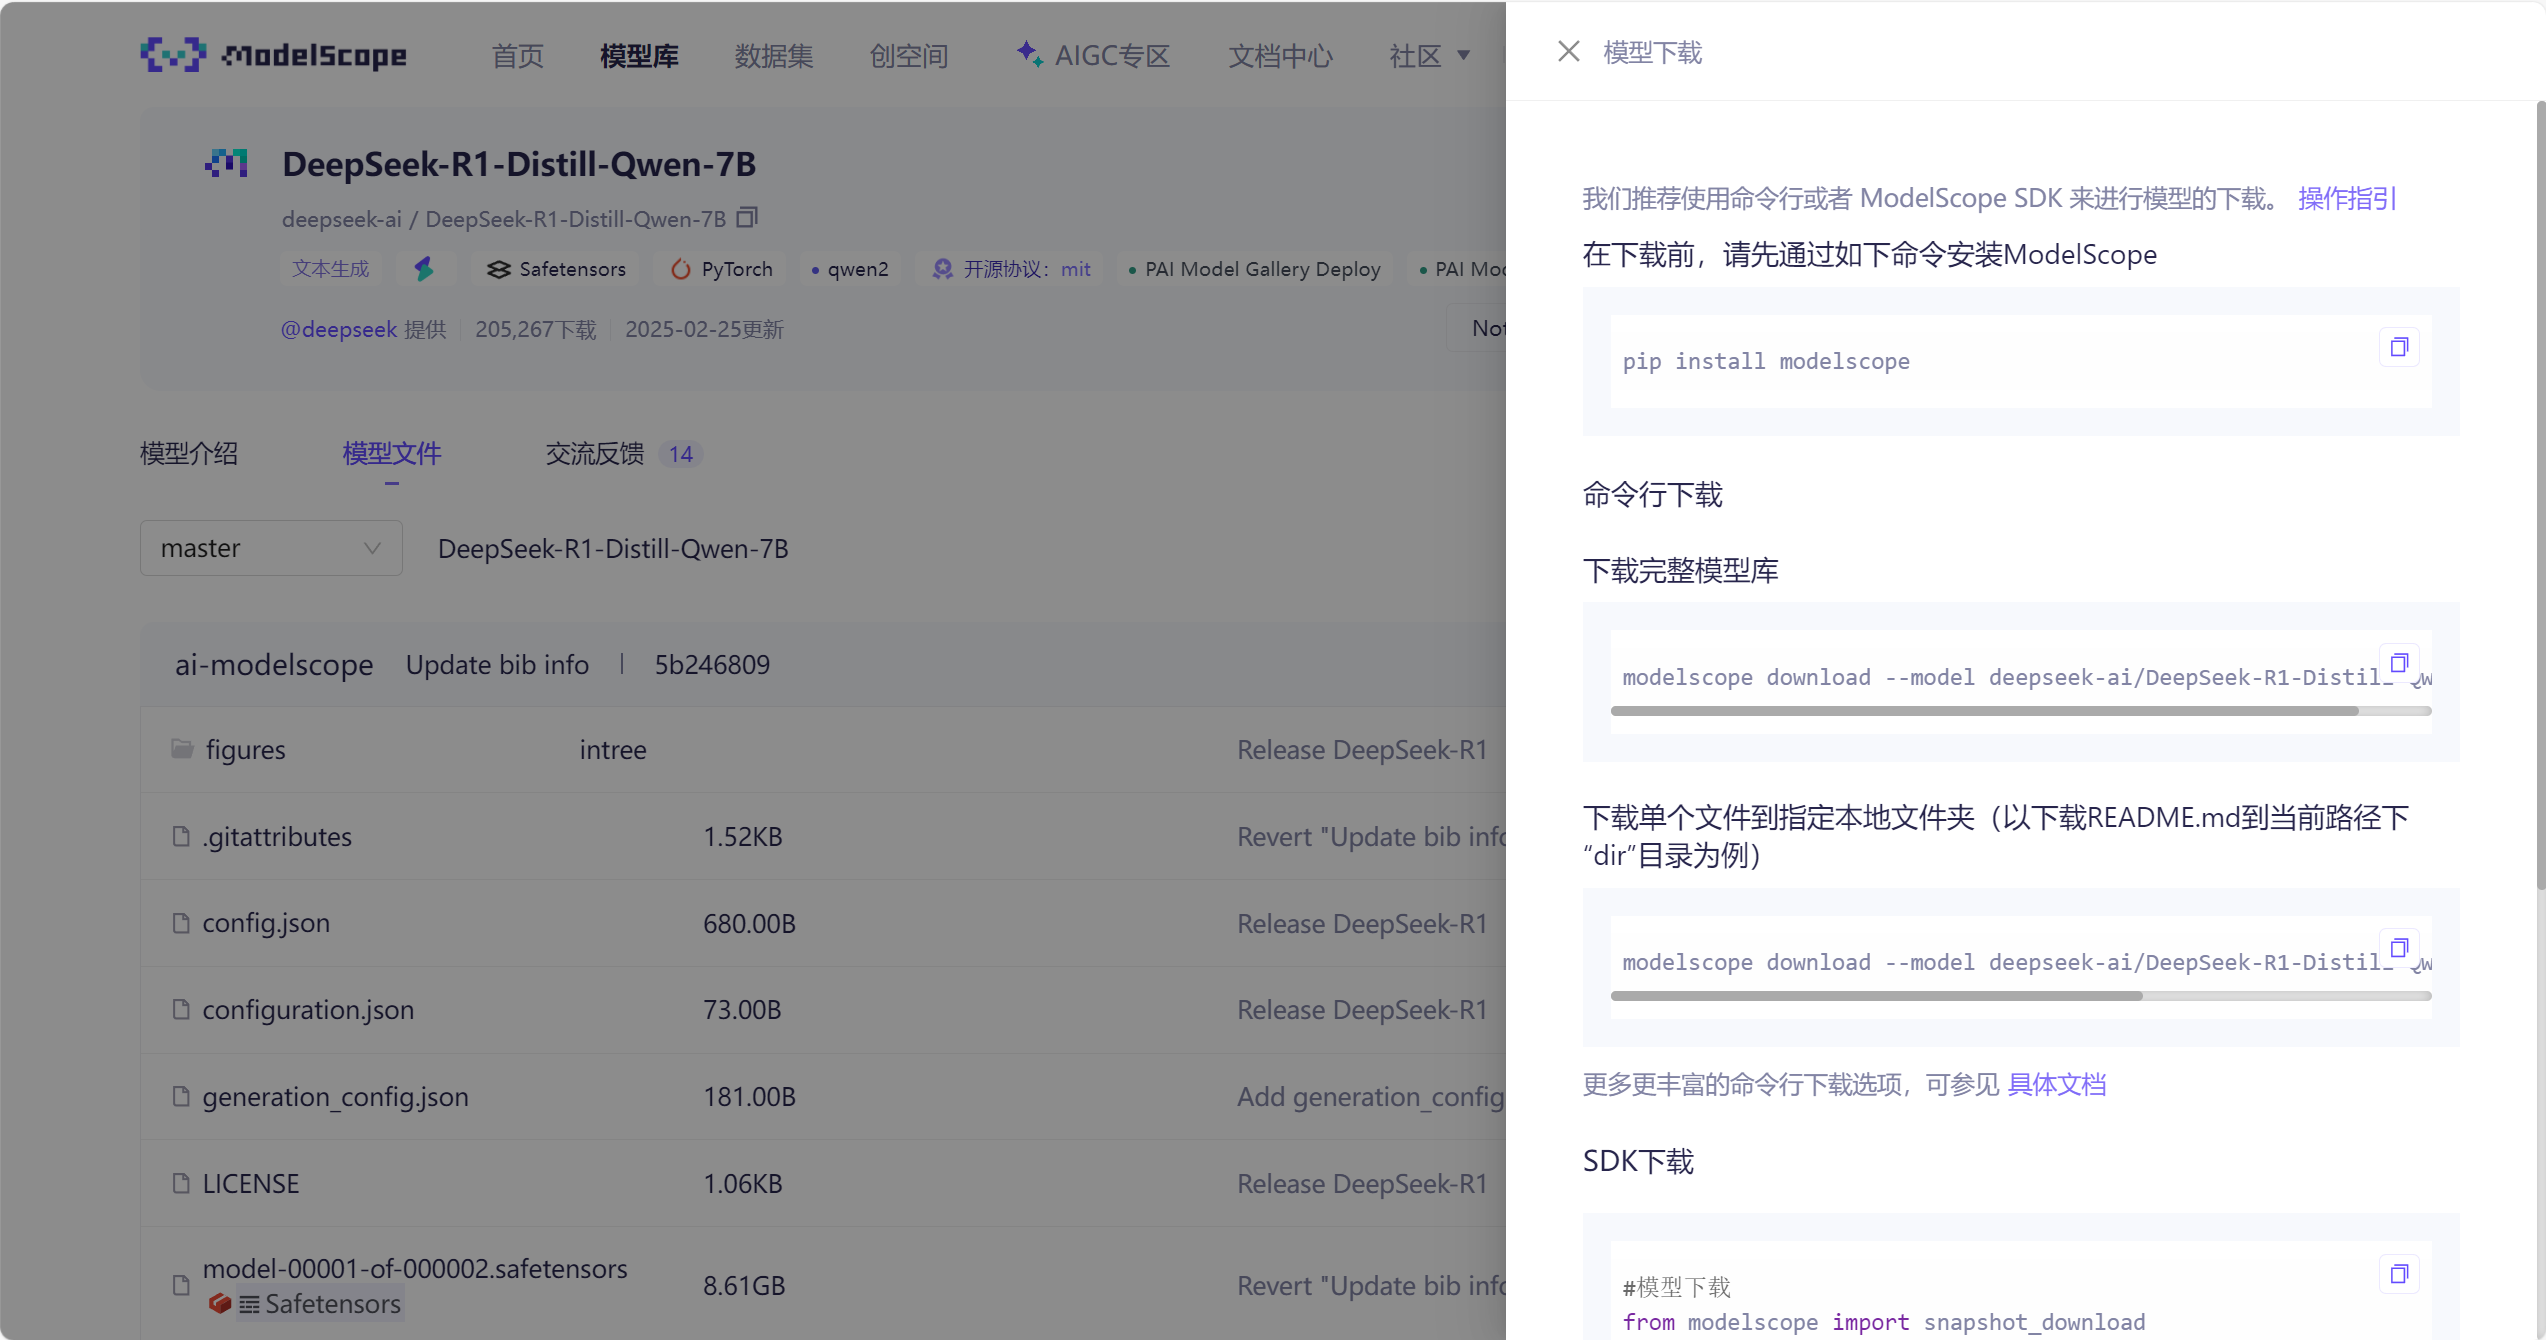 ModelScope 首页 模型库 数据集 创空间 AIGC专区 文档中心 社区
DeepSeek-R1-Distill-Qwen-7B
deepseek-ai / DeepSeek-R1-Distill-Qwen-7B
文本生成 Safetensors PyTorch qwen2 开源协议：mit PAI Model Gallery Deploy PAI
@deepseek 提供 205,267下载 2025-02-25更新
模型介绍 模型文件 交流反馈 14
master DeepSeek-R1-Distill-Qwen-7B
ai-modelscope Update bib info | 5b246809
figures intree Release DeepSeek-R1
.gitattributes 1.52KB Revert "Update bib
config.json 680.00B Release DeepSeek-R1
configuration.json 73.00B Release DeepSeek-R1
generation_config.json 181.00B Add generation_config
LICENSE 1.06KB Release DeepSeek-R1
model-00001-of-000002.safetensors 8.61GB Revert "Update bib
Safetensors
模型下载
我们推荐使用命令行或者 ModelScope SDK 来进行模型的下载。 操作指引
在下载前，请先通过如下命令安装ModelScope
pip install modelscope
命令行下载
下载完整模型库
modelscope download --model deepseek-ai/DeepSeek-R1-Distill-Qw
下载单个文件到指定本地文件夹（以下载README.md到当前路径下
“dir”目录为例）
modelscope download --model deepseek-ai/DeepSeek-R1-Distill-Qw
更多更丰富的命令行下载选项，可参见 具体文档
SDK下载
#模型下载
from modelscope import snapshot_download